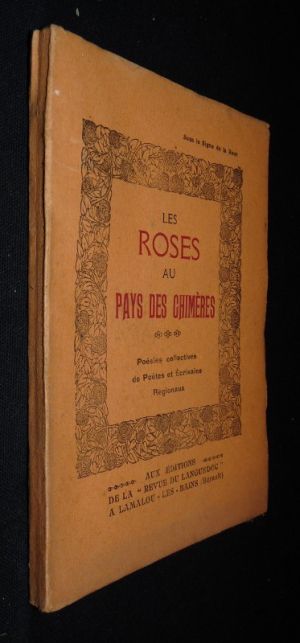 Sous le Signe de la Rose
LES
ROSES
AU
PAYS DES CHIMÈRES
Poésies collectives
de Poètes et Écrivains
Régionaux
AUX ÉDITIONS
DE LA " REVUE DU LANGUEDOC "
A LAMALOU - LES - BAINS (Hérault)